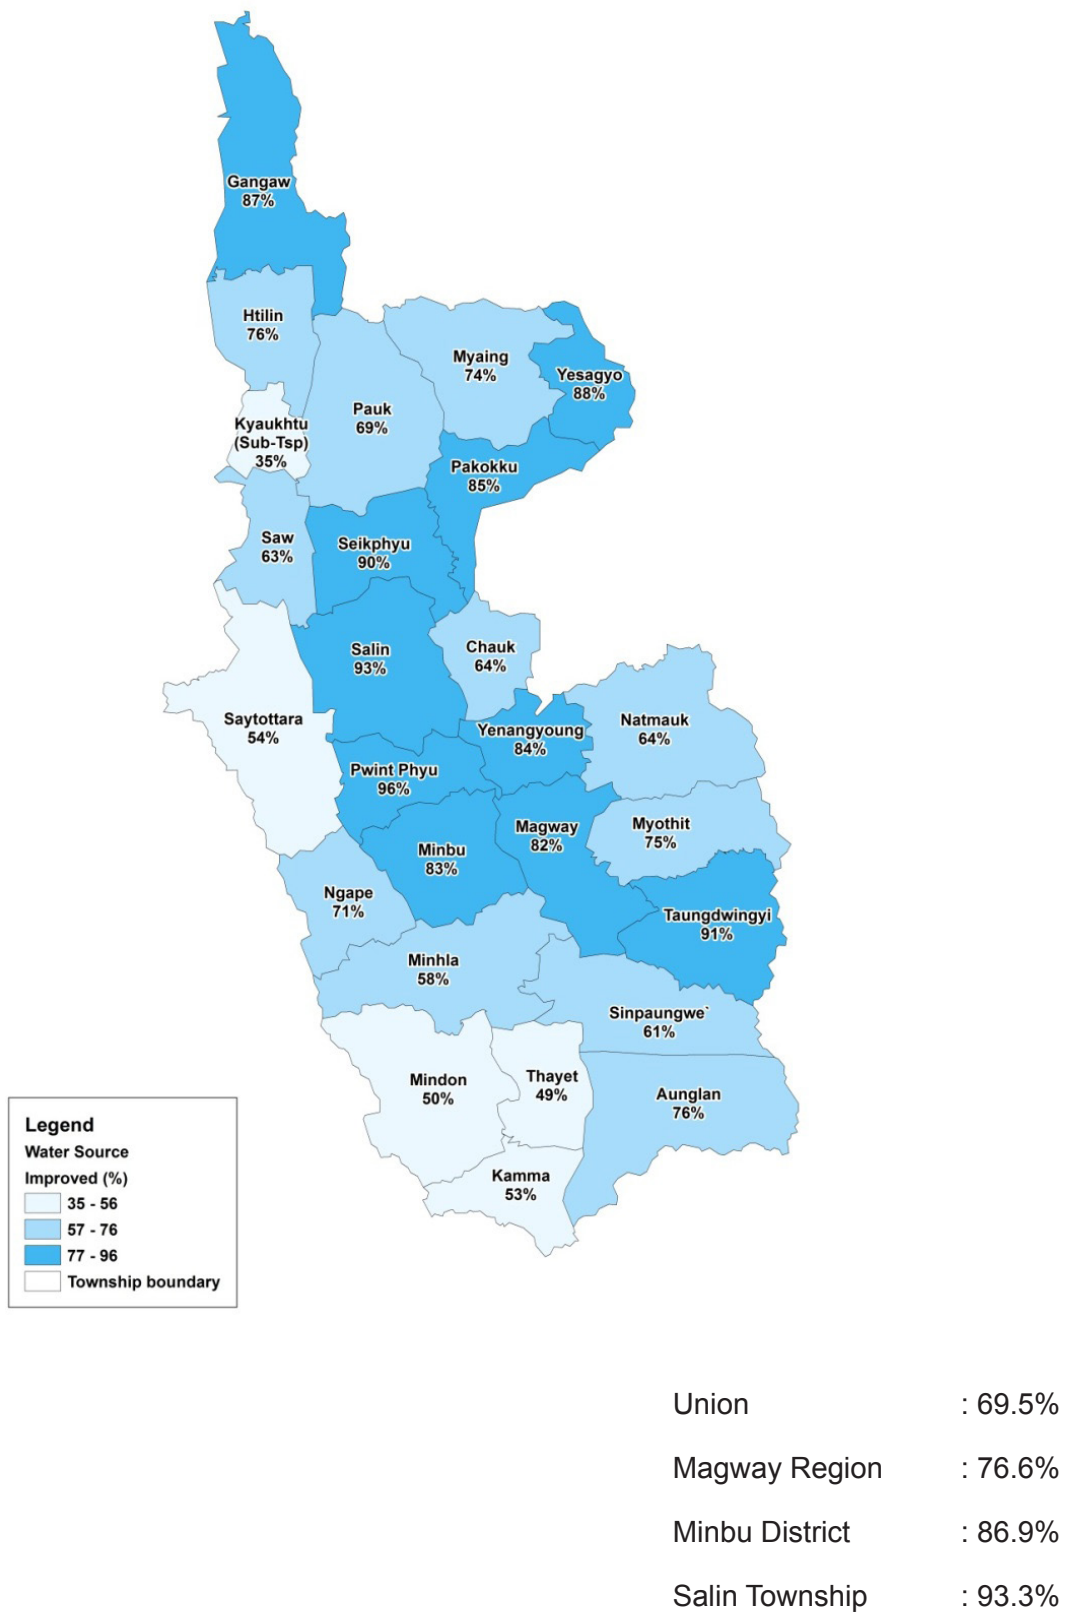 Gangaw
87%
Htilin
76%
Myaing
74%
Yesagyo
88%
Pauk
69%
Kyaukhtu
(Sub-Tsp)
35%
Pakokku
85%
Saw
63%
Seikphyu
90%
Salin
93%
Chauk
64%
Saytottara
54%
Yenangyoung
84%
Natmauk
64%
Pwint Phyu
96%
Magway
82%
Myothit
75%
Minbu
83%
Ngape
71%
Taungdwingyi
91%
Minhla
58%
Sinpaungwe`
61%
Mindon
50%
Thayet
49%
Aunglan
76%
Kamma
53%
Legend
Water Source
Improved (%)
35 - 56
57 - 76
77 - 96
Township boundary
Union : 69.5%
Magway Region : 76.6%
Minbu District : 86.9%
Salin Township : 93.3%